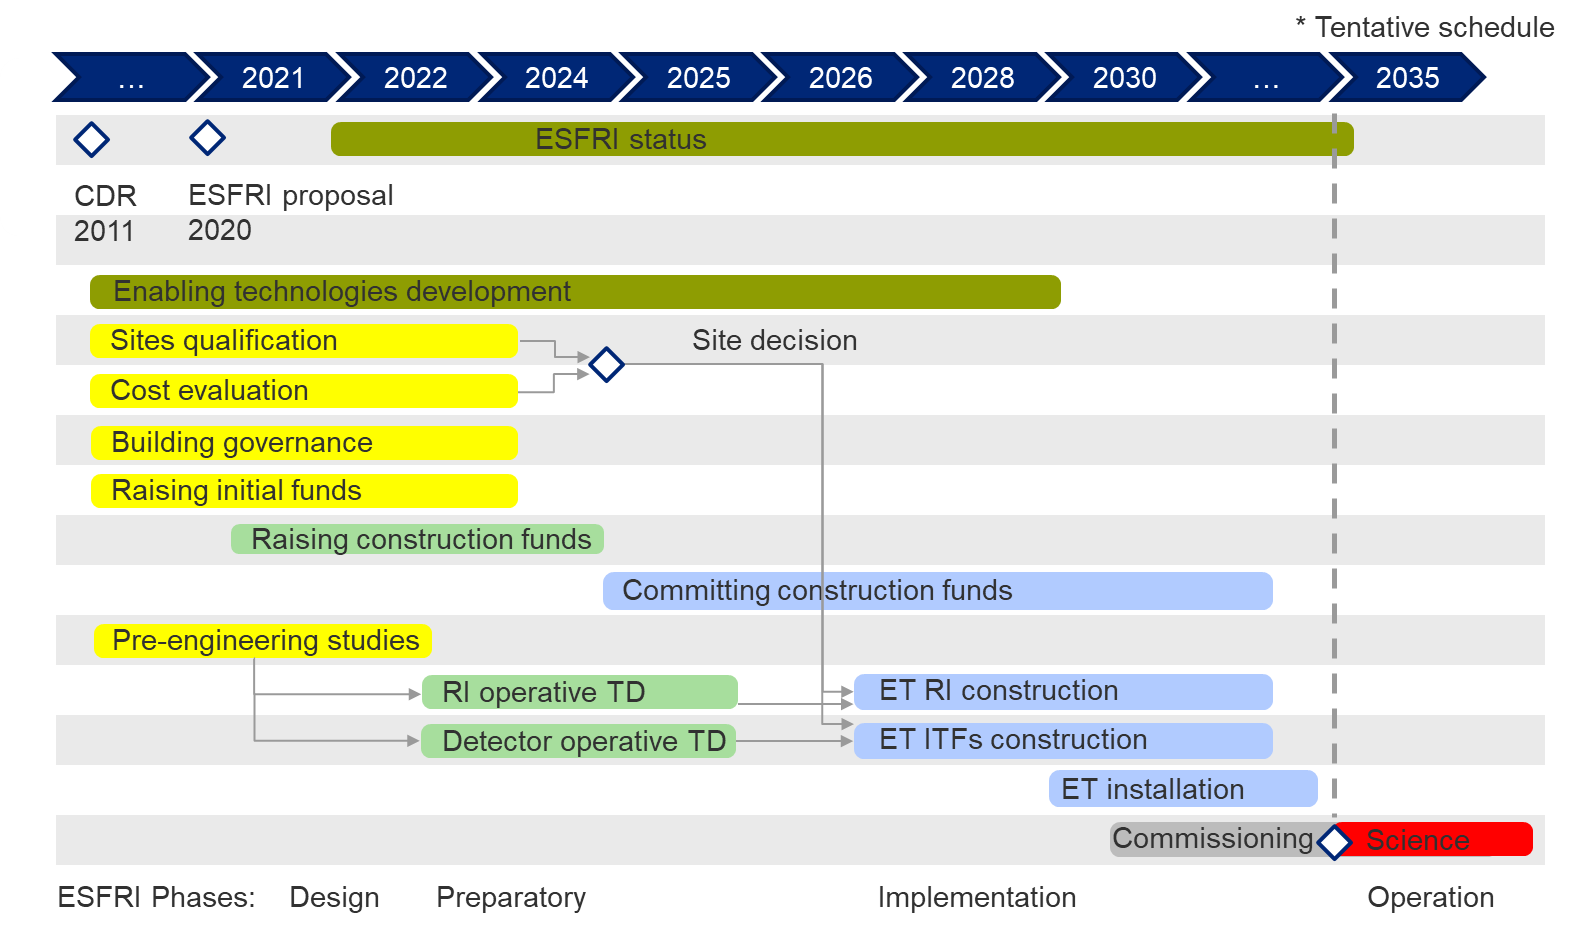 * Tentative schedule
... 2021 2022 2024 2025 2026 2028 2030 ... 2035
ESFRI status
CDR
2011
ESFRI proposal
2020
Enabling technologies development
Sites qualification
Site decision
Cost evaluation
Building governance
Raising initial funds
Raising construction funds
Committing construction funds
Pre-engineering studies
RI operative TD
ET RI construction
Detector operative TD
ET ITFs construction
ET installation
Commissioning
Science
ESFRI Phases: Design Preparatory Implementation Operation